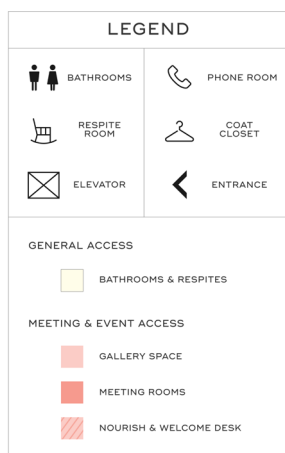 LEGEND
BATHROOMS
PHONE ROOM
RESPITE
ROOM
COAT
CLOSET
ELEVATOR
ENTRANCE
GENERAL ACCESS
BATHROOMS & RESPITES
MEETING & EVENT ACCESS
GALLERY SPACE
MEETING ROOMS
NOURISH & WELCOME DESK